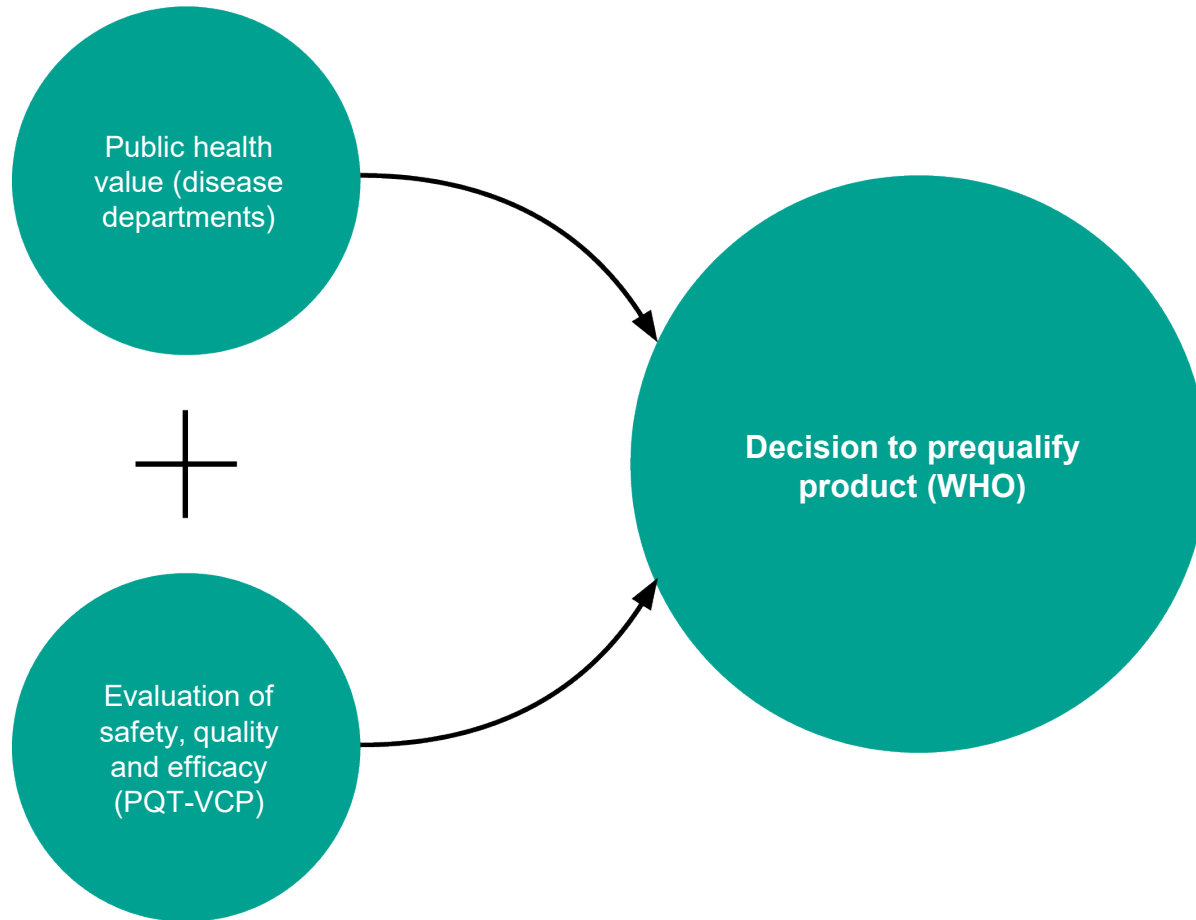 Public health
value (disease
departments)
Decision to prequalify
product (WHO)
Evaluation of
safety, quality
and efficacy
(PQT-VCP)